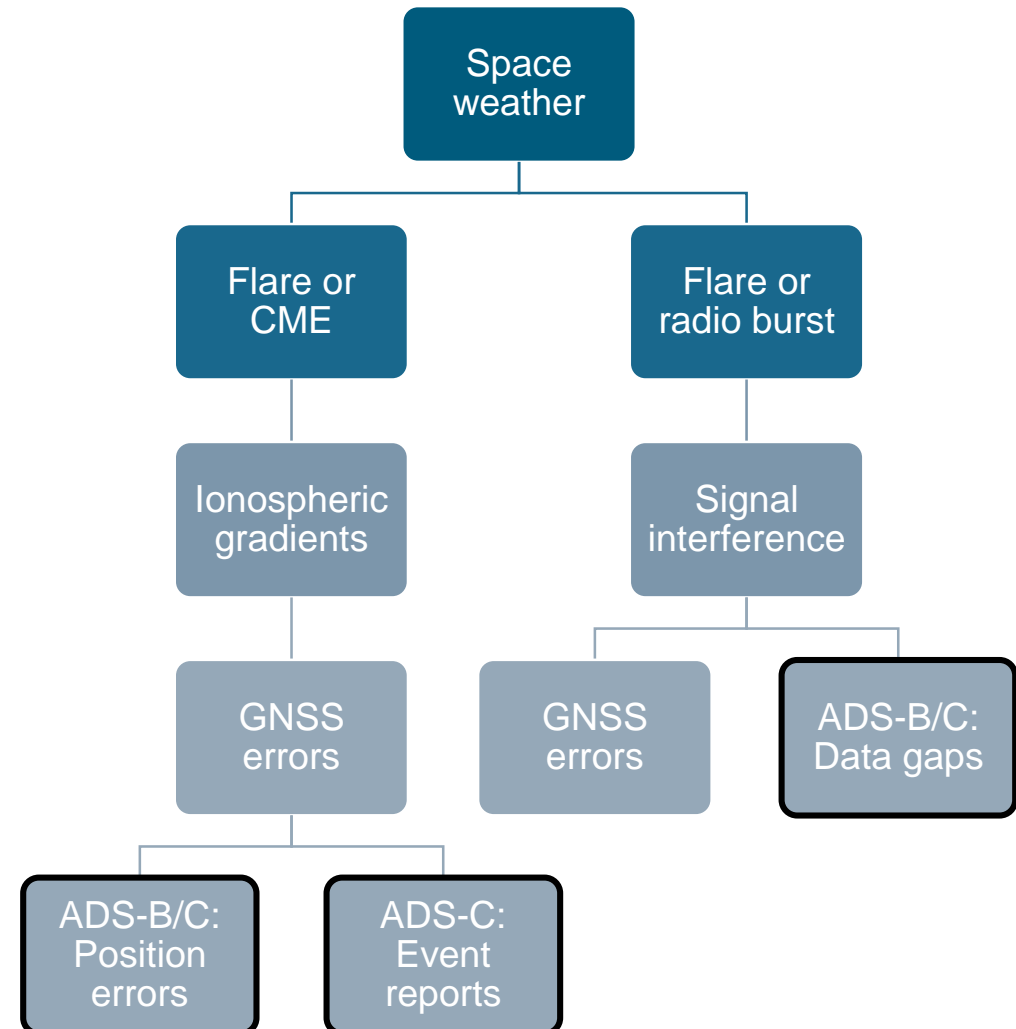 Space
weather
Flare or
CME
Flare or
radio burst
Ionospheric
gradients
Signal
interference
GNSS
errors
GNSS
errors
ADS-B/C:
Data gaps
ADS-B/C:
Position
errors
ADS-C:
Event
reports